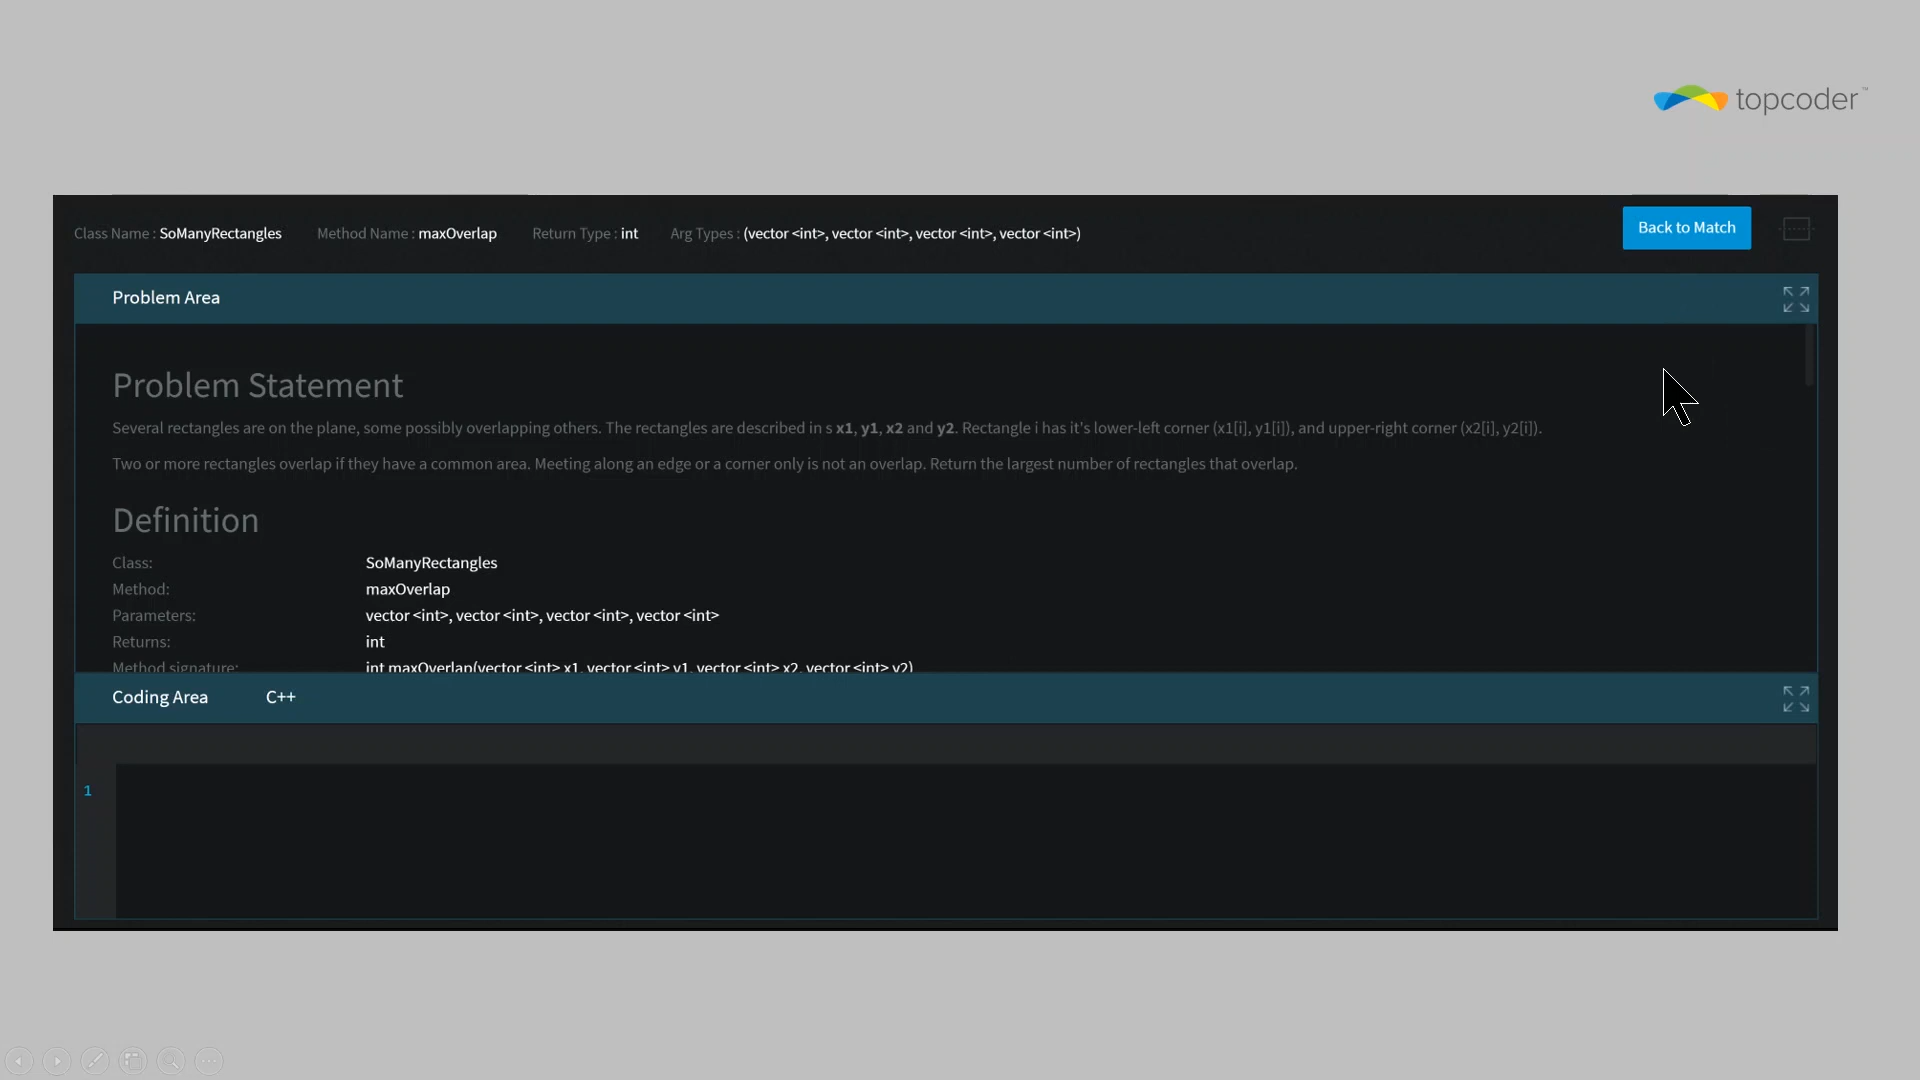 topcoder™
Class Name : SoManyRectangles Method Name : maxOverlap Return Type : int Arg Types : (vector <int>, vector <int>, vector <int>, vector <int>) Back to Match
Problem Area
Problem Statement
Several rectangles are on the plane, some possibly overlapping others. The rectangles are described in s x1, y1, x2 and y2. Rectangle i has it's lower-left corner (x1[i], y1[i]), and upper-right corner (x2[i], y2[i]).
Two or more rectangles overlap if they have a common area. Meeting along an edge or a corner only is not an overlap. Return the largest number of rectangles that overlap.
Definition
Class: SoManyRectangles
Method: maxOverlap
Parameters: vector <int>, vector <int>, vector <int>, vector <int>
Returns: int
Method signature: int maxOverlap(vector <int> x1, vector <int> y1, vector <int> x2, vector <int> y2)
Coding Area C++
1